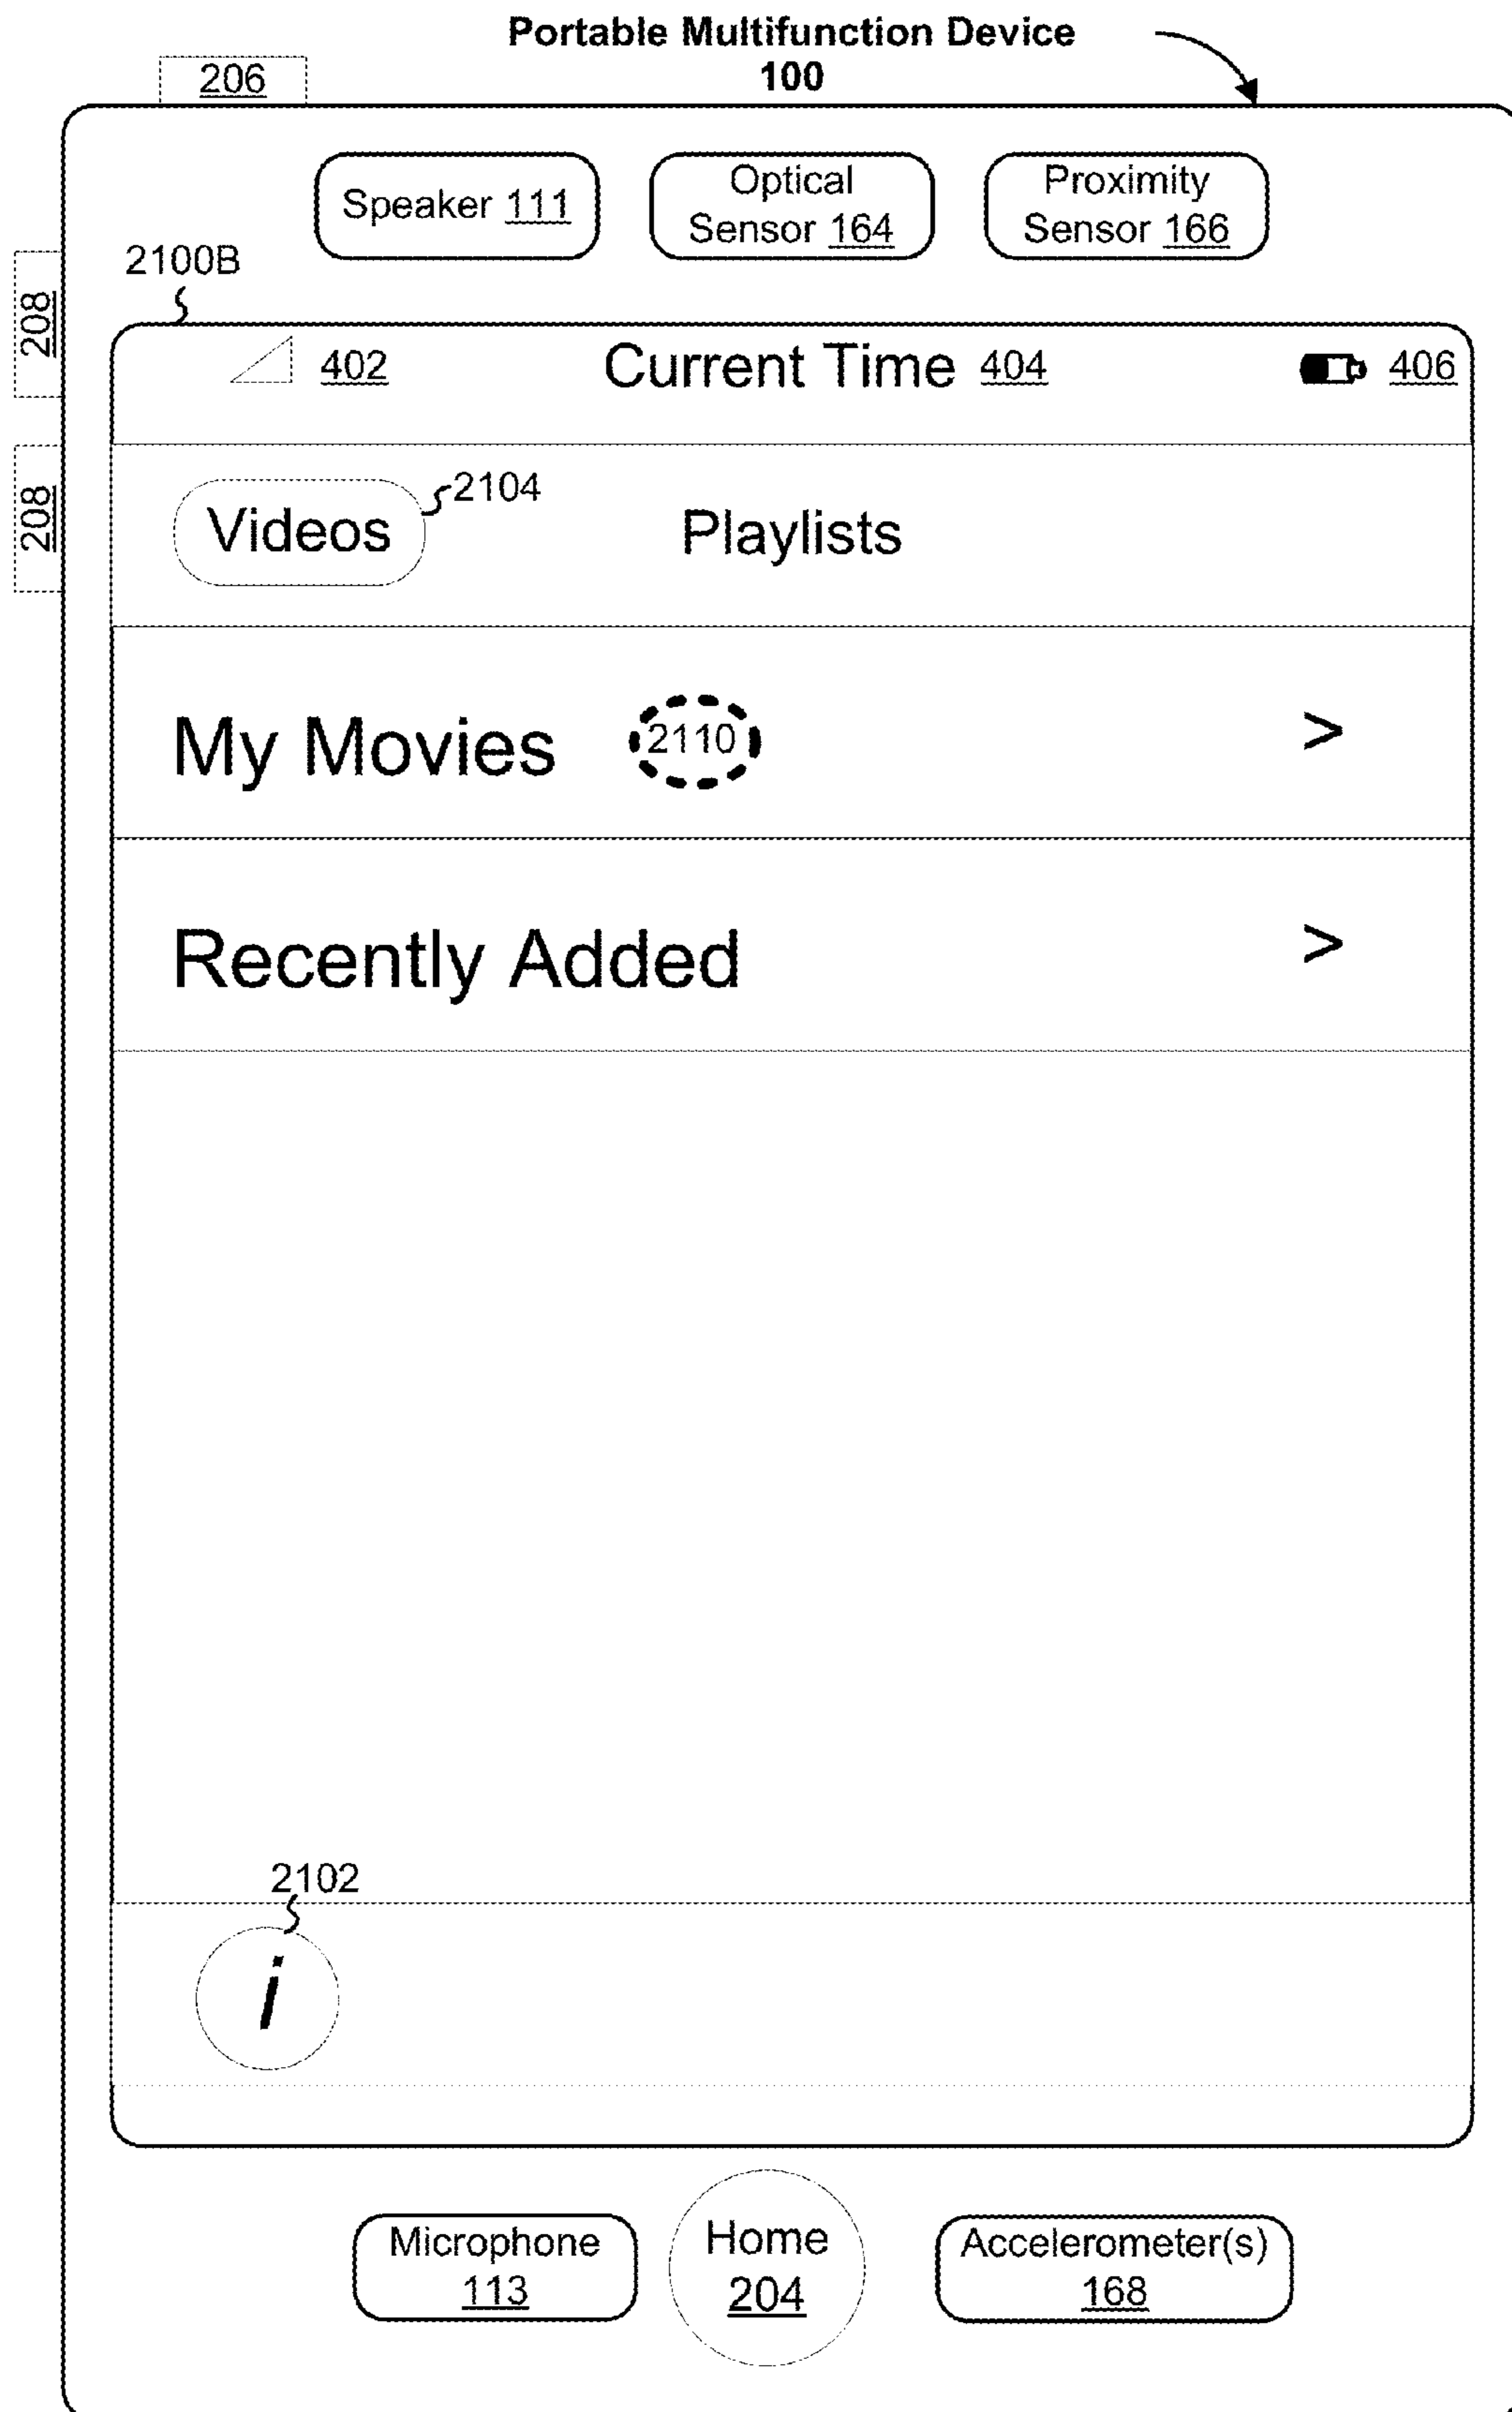 Portable Multifunction Device
100
206
Speaker 111
Optical
Sensor 164
Proximity
Sensor 166
2100B
208
402
Current Time 404
406
208
Videos
2104
Playlists
My Movies
2110
>
Recently Added
>
2102
i
Microphone
113
Home
204
Accelerometer(s)
168